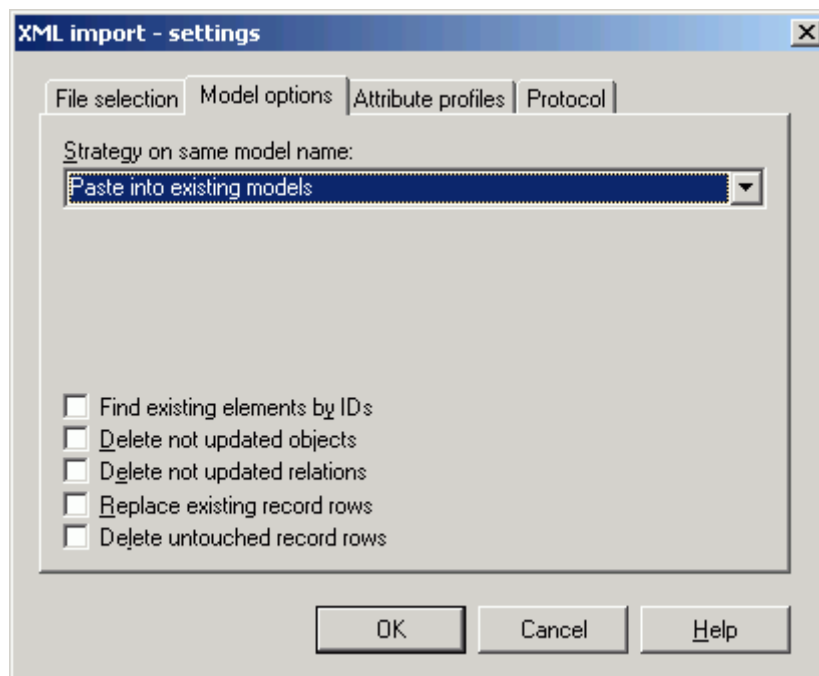 XML import - settings
File selection Model options Attribute profiles Protocol
Strategy on same model name:
Paste into existing models
Find existing elements by IDs
Delete not updated objects
Delete not updated relations
Replace existing record rows
Delete untouched record rows
OK Cancel Help